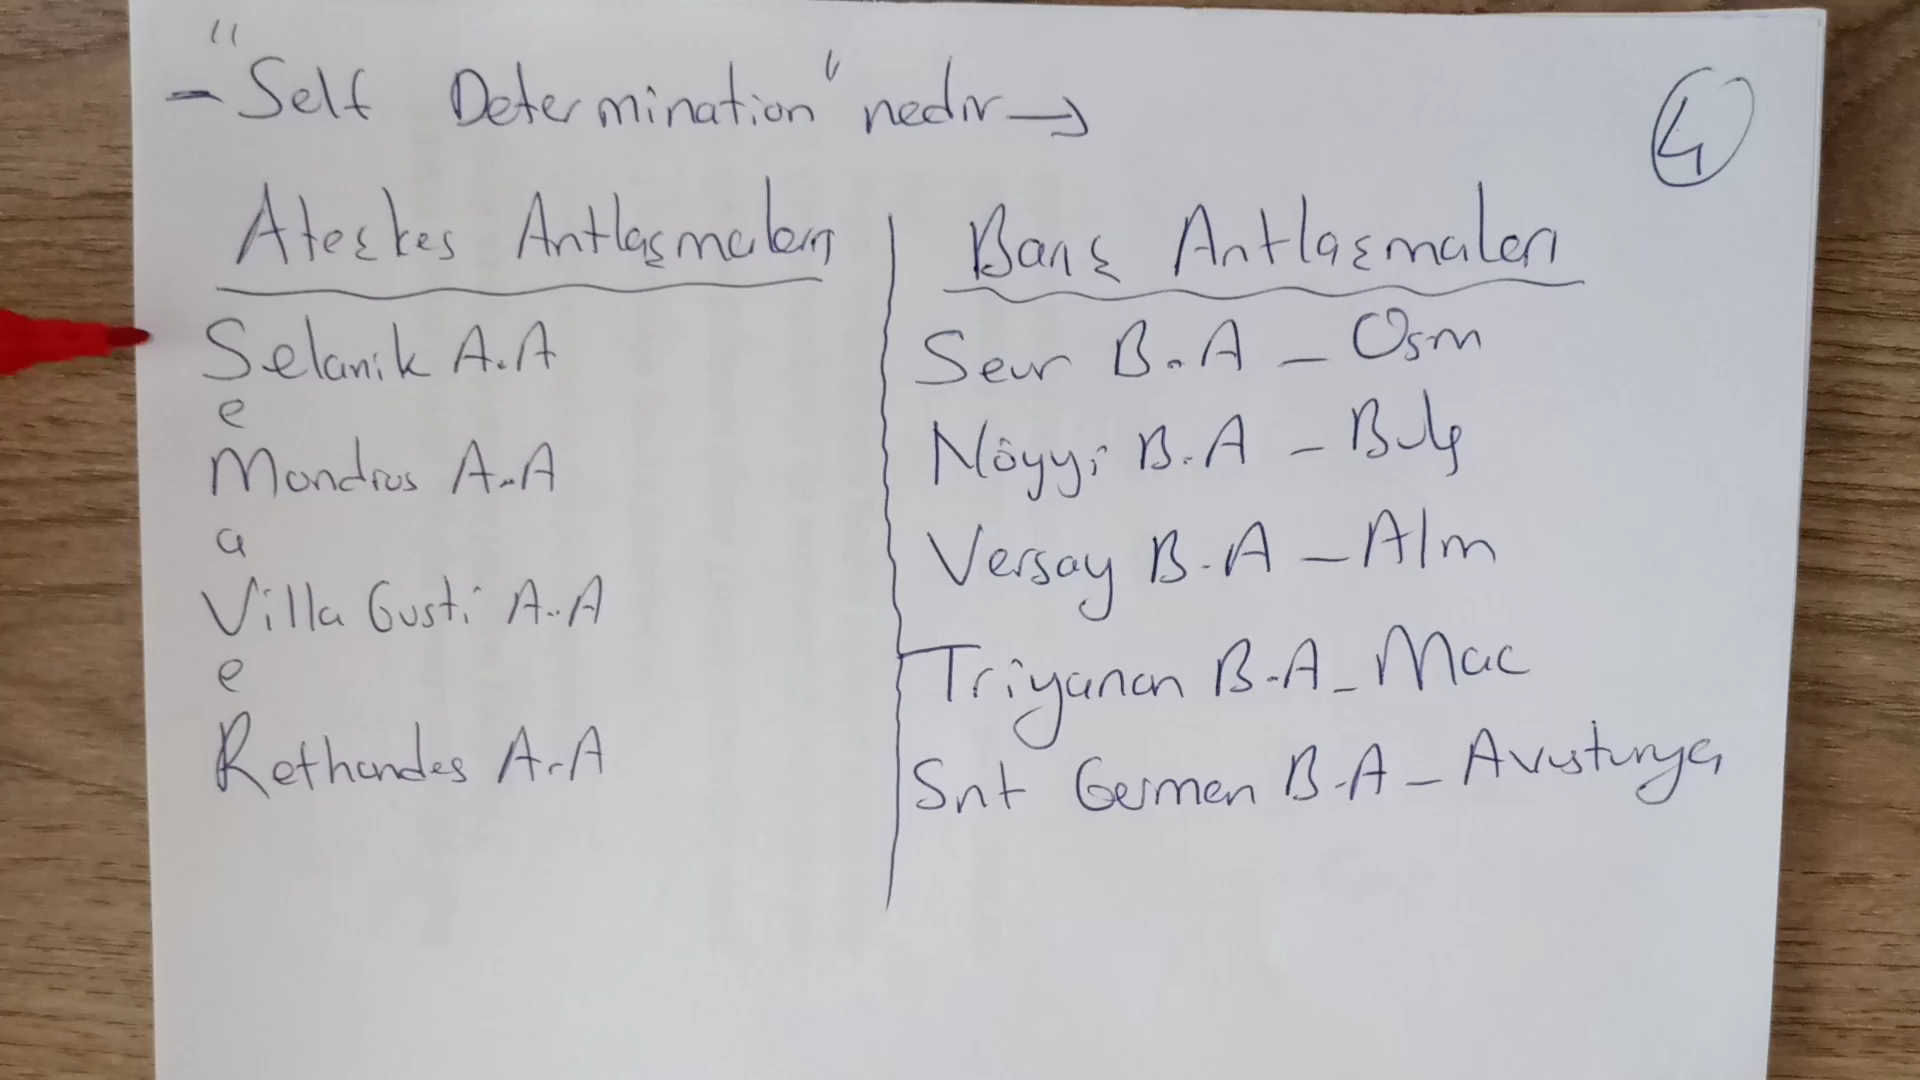 - "Self Determination" nedir →
4
Ateşkes Antlaşmaları
Selanik A.A
e
Mondros A.A
a
Villa Gusti A.A
e
Rethondes A.A
Barış Antlaşmaları
Sevr B.A - Osm
Nöyyi B.A - Bulg
Versay B.A - Alm
Triyanon B.A - Mac
Snt Germen B.A - Avusturya